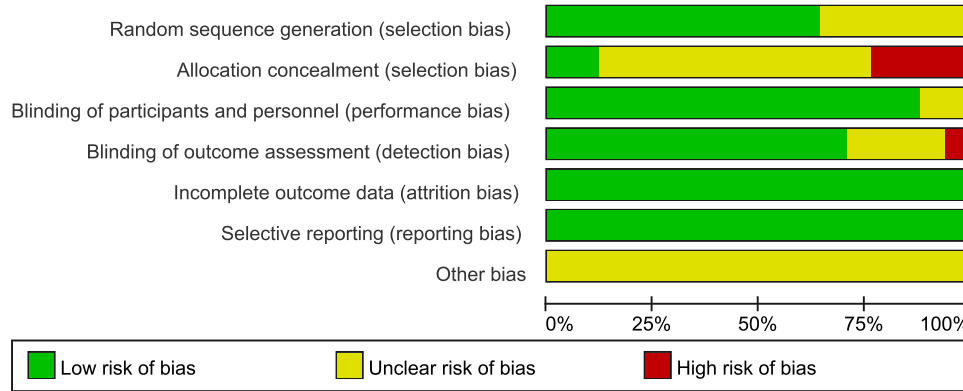 Random sequence generation (selection bias)
Allocation concealment (selection bias)
Blinding of participants and personnel (performance bias)
Blinding of outcome assessment (detection bias)
Incomplete outcome data (attrition bias)
Selective reporting (reporting bias)
Other bias
0% 25% 50% 75% 100%
Low risk of bias Unclear risk of bias High risk of bias